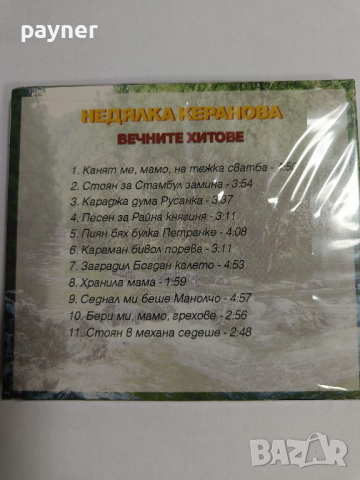 payner
НЕДЯЛКА КЕРАНОВА
ВЕЧНИТЕ ХИТОВЕ
1. Канят ме, мамо, на тежка сватба -
2. Стоян за Стамбул замина - 3:54
3. Караджа дума Русанка - 3:37
4. Песен за Райна княгиня - 3:11
5. Пиян бях булка Петранке - 4:08
6. Караман бивол порева - 3:11
7. Заградил Богдан калето - 4:53
8. Хранила мама - 1:59
9. Седнал ми беше Манолчо - 4:57
10. Бери ми, мамо, грехове - 2:56
11. Стоян в механа седеше - 2:48
BAZAR